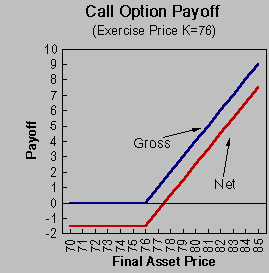 Call Option Payoff
(Exercise Price K=76)
10
9
8
7
6
5
4
3
2
1
0
-1
-2
Payoff
Gross
Net
70 71 72 73 74 75 76 77 78 79 80 81 82 83 84 85
Final Asset Price